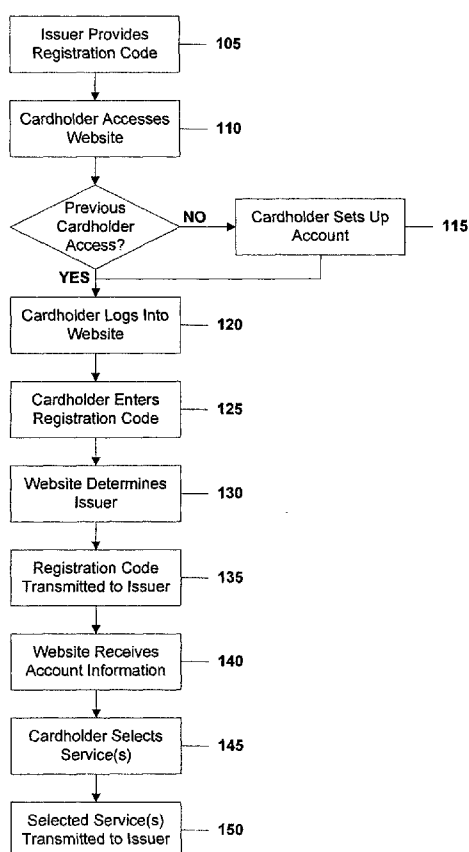 Issuer Provides
Registration Code
105
Cardholder Accesses
Website
110
Previous
Cardholder
Access?
NO
Cardholder Sets Up
Account
115
YES
Cardholder Logs Into
Website
120
Cardholder Enters
Registration Code
125
Website Determines
Issuer
130
Registration Code
Transmitted to Issuer
135
Website Receives
Account Information
140
Cardholder Selects
Service(s)
145
Selected Service(s)
Transmitted to Issuer
150